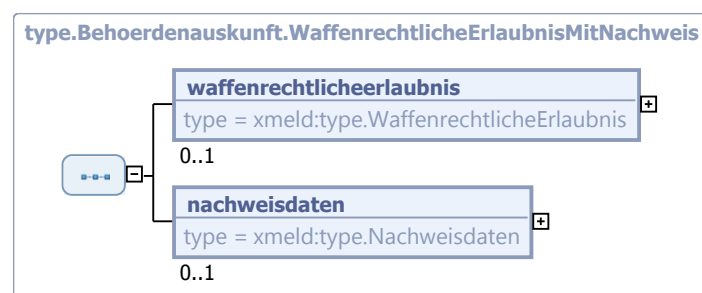 type.Behoerdenauskunft.WaffenrechtlicheErlaubnisMitNachweis
waffenrechtlicheerlaubnis
type = xmeld:type.WaffenrechtlicheErlaubnis
0..1
nachweisdaten
type = xmeld:type.Nachweisdaten
0..1